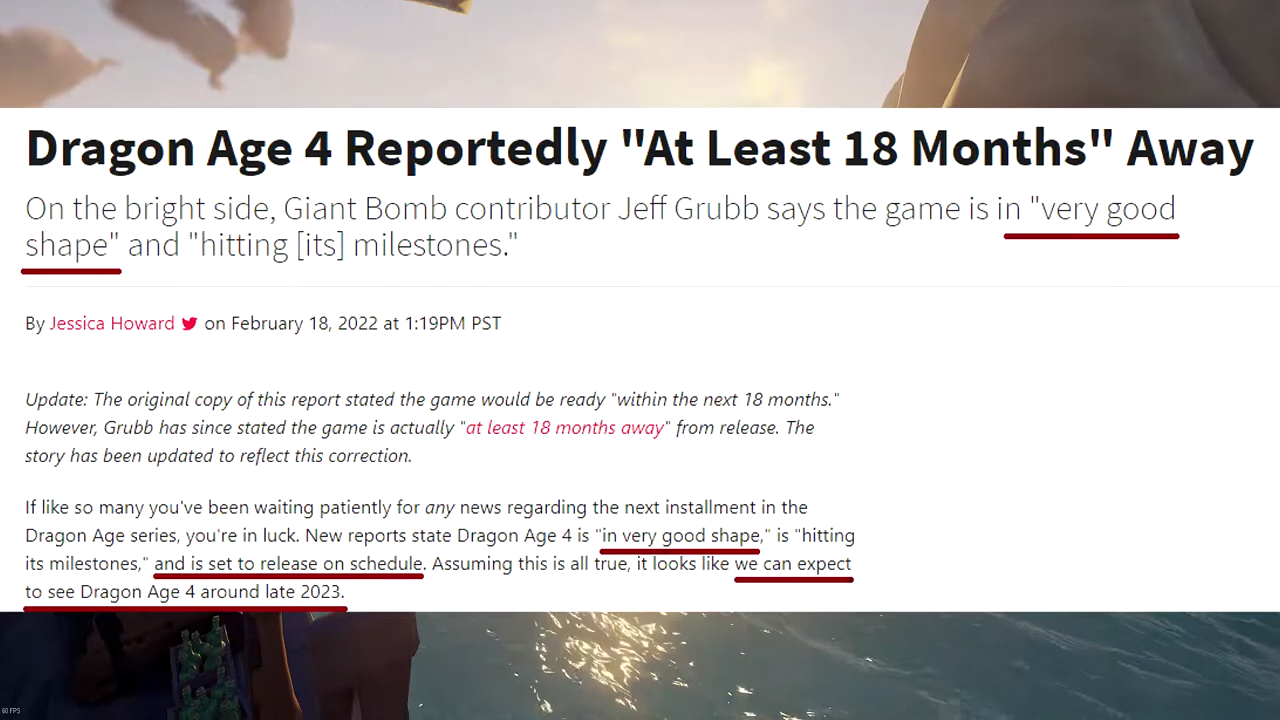 Dragon Age 4 Reportedly "At Least 18 Months" Away
On the bright side, Giant Bomb contributor Jeff Grubb says the game is in "very good
shape" and "hitting [its] milestones."
By Jessica Howard on February 18, 2022 at 1:19PM PST
Update: The original copy of this report stated the game would be ready "within the next 18 months."
However, Grubb has since stated the game is actually "at least 18 months away" from release. The
story has been updated to reflect this correction.
If like so many you've been waiting patiently for any news regarding the next installment in the
Dragon Age series, you're in luck. New reports state Dragon Age 4 is "in very good shape," is "hitting
its milestones," and is set to release on schedule. Assuming this is all true, it looks like we can expect
to see Dragon Age 4 around late 2023.
60 FPS